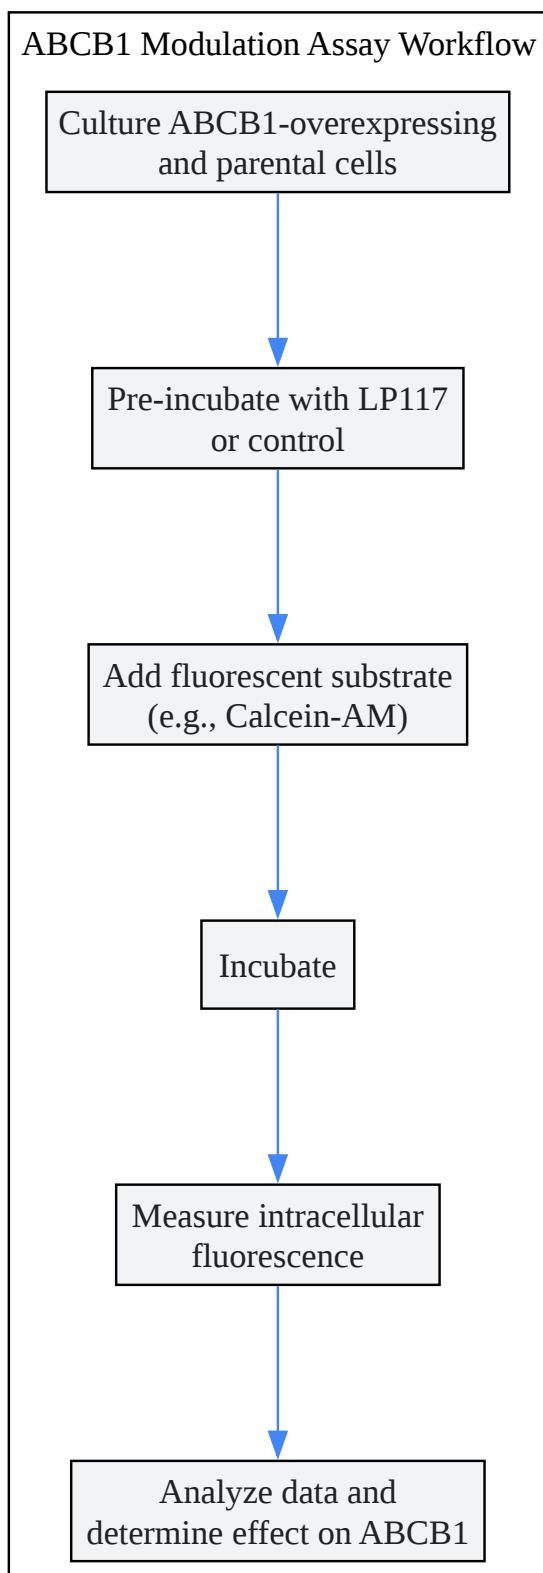 ABCB1 Modulation Assay Workflow
Culture ABCB1-overexpressing
and parental cells
Pre-incubate with LP117
or control
Add fluorescent substrate
(e.g., Calcein-AM)
Incubate
Measure intracellular
fluorescence
Analyze data and
determine effect on ABCB1